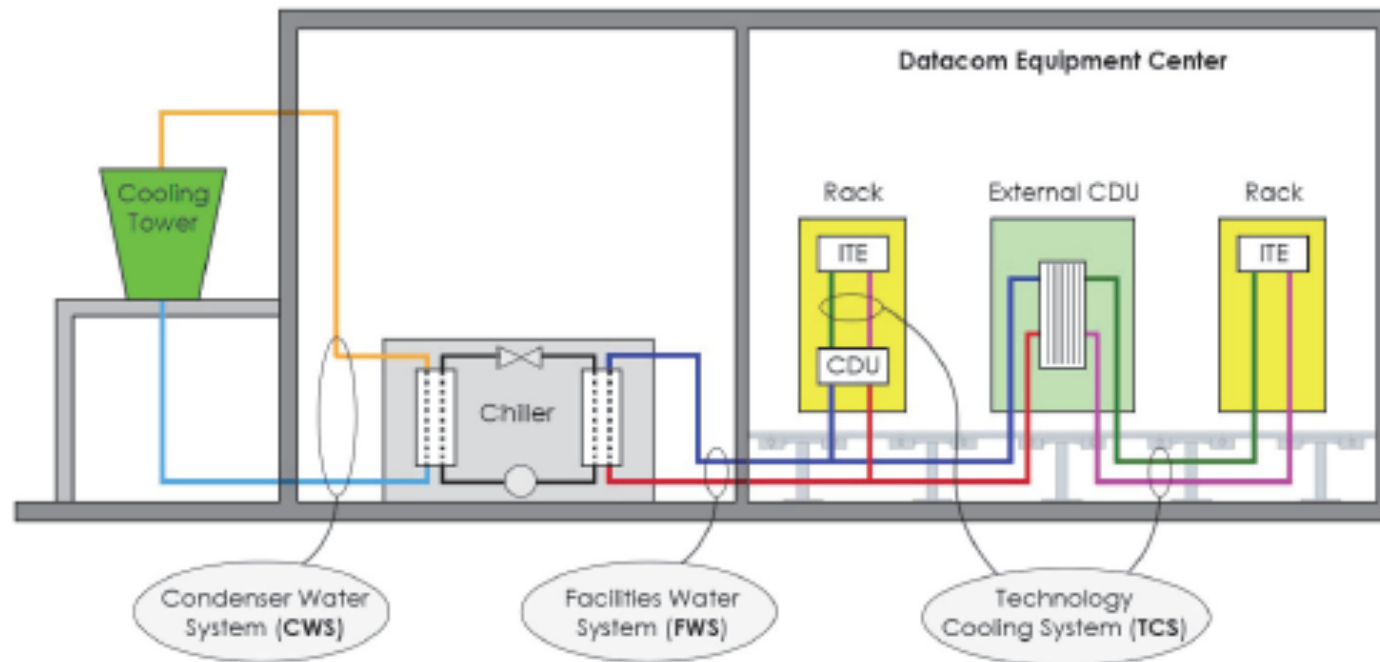 Datacom Equipment Center
Cooling
Tower
Rack
External CDU
Rack
ITE
ITE
CDU
Chiller
Condenser Water
System (CWS)
Facilities Water
System (FWS)
Technology
Cooling System (TCS)